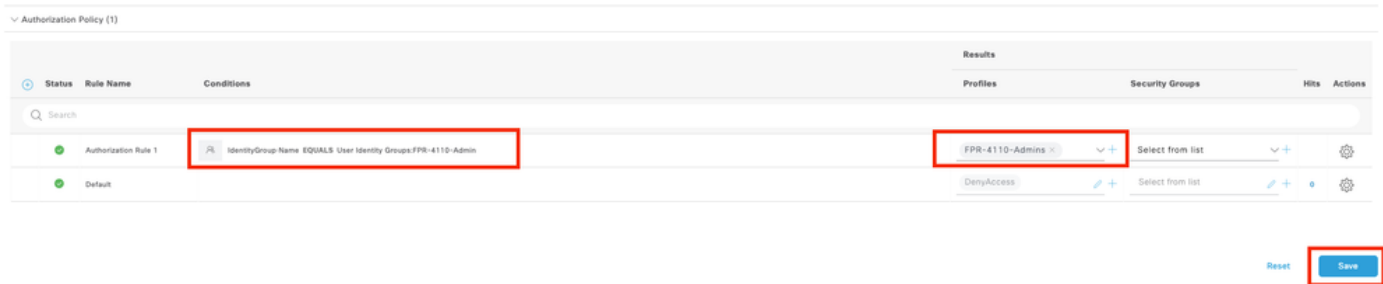 Authorization Policy (1)
Results
Status Rule Name Conditions Profiles Security Groups Hits Actions
Search
Authorization Rule 1 IdentityGroup·Name EQUALS User Identity Groups:FPR-4110-Admin FPR-4110-Admins × Select from list
Default DenyAccess Select from list 0
Reset Save